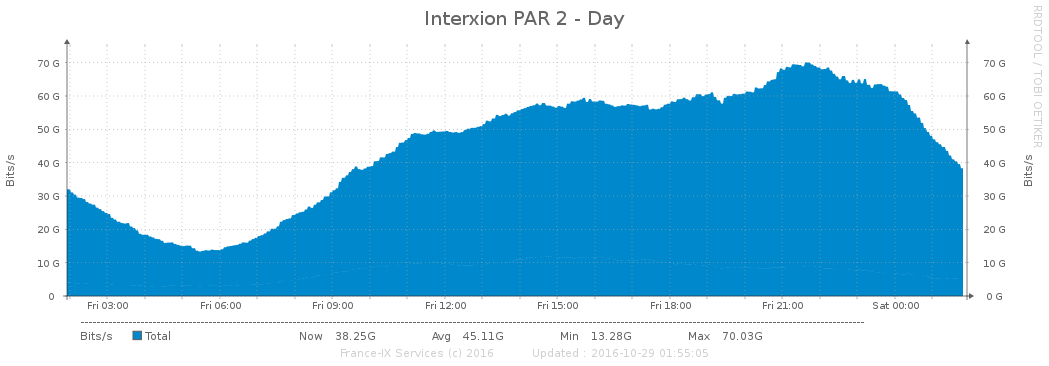 Interxion PAR 2 - Day
RRDTOOL / TOBI OETIKER
Bits/s
Bits/s
70 G 70 G
60 G 60 G
50 G 50 G
40 G 40 G
30 G 30 G
20 G 20 G
10 G 10 G
0 0 G
Fri 03:00 Fri 06:00 Fri 09:00 Fri 12:00 Fri 15:00 Fri 18:00 Fri 21:00 Sat 00:00
Bits/s Total Now 38.25G Avg 45.11G Min 13.28G Max 70.03G
France-IX Services (c) 2016 Updated : 2016-10-29 01:55:05